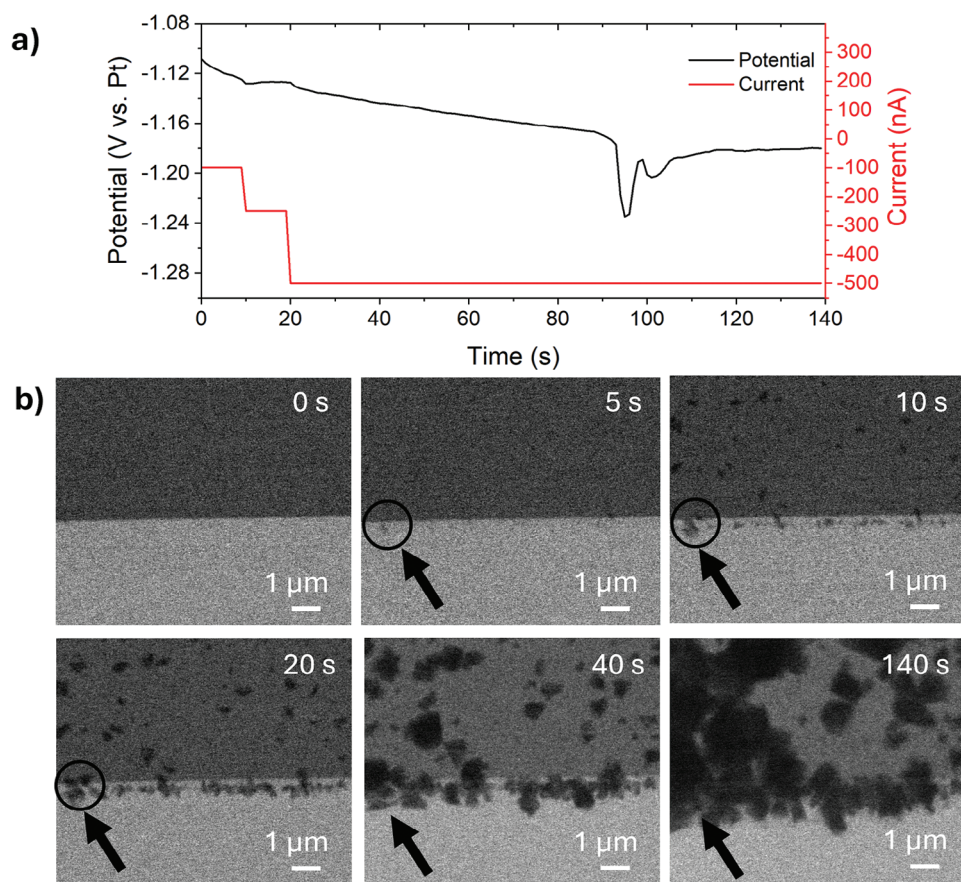 a)
Potential (V vs. Pt)
-1.08
-1.12
-1.16
-1.20
-1.24
-1.28
Potential
Current
300
200
100
0
-100
-200
-300
-400
-500
Current (nA)
0 20 40 60 80 100 120 140
Time (s)
b)
0 s
1 µm
5 s
1 µm
10 s
1 µm
20 s
1 µm
40 s
1 µm
140 s
1 µm